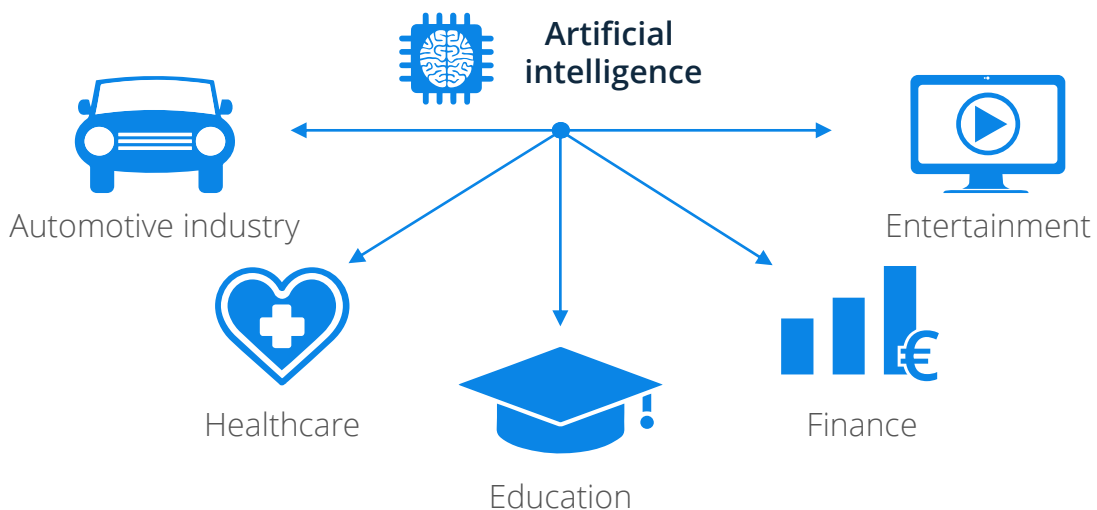 Artificial
intelligence
Automotive industry
Entertainment
€
Healthcare
Finance
Education